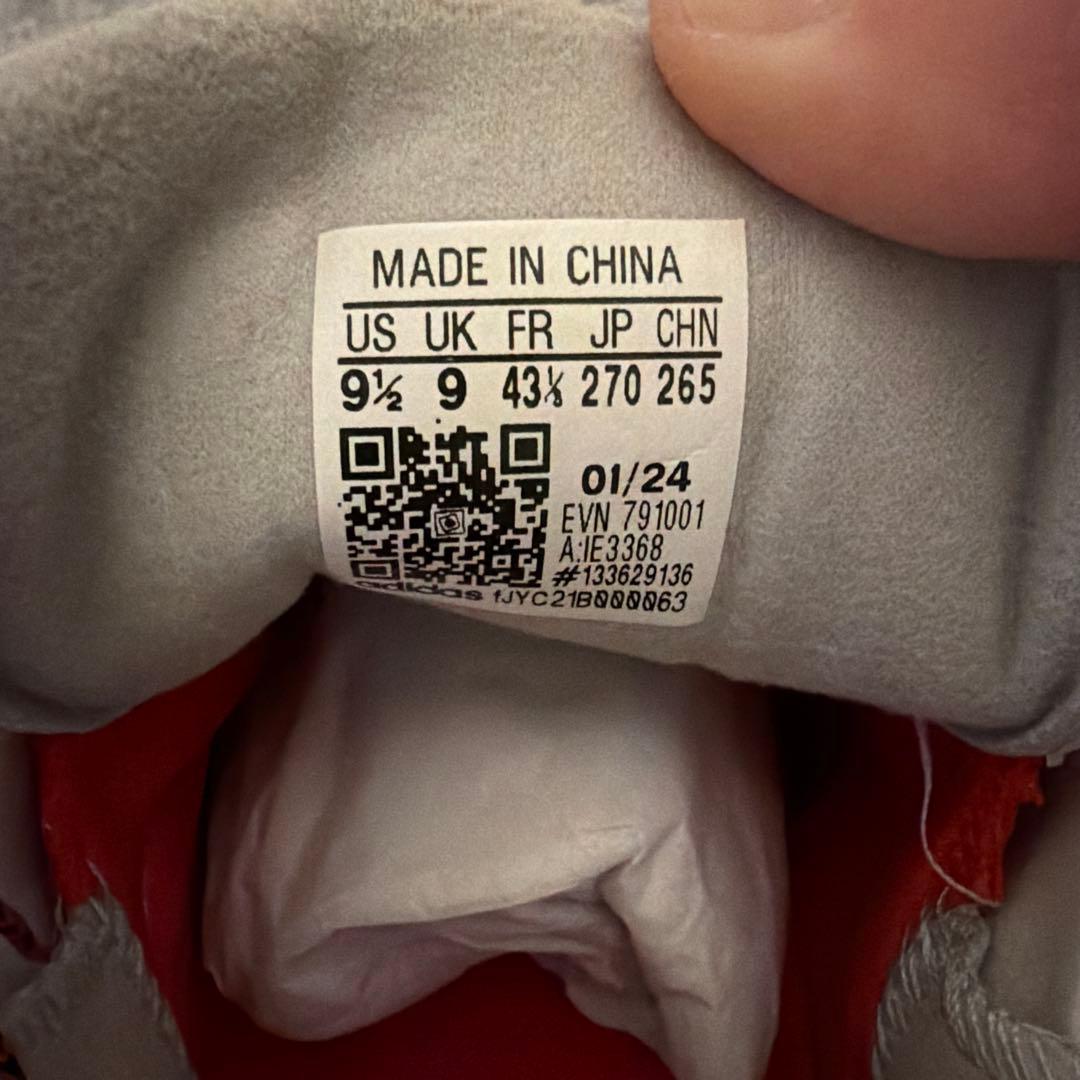 MADE IN CHINA
US UK FR JP CHN
9½ 9 43⅓ 270 265
01/24
EVN 791001
A:IE3368
#133629136
adidas fJYC21B000063